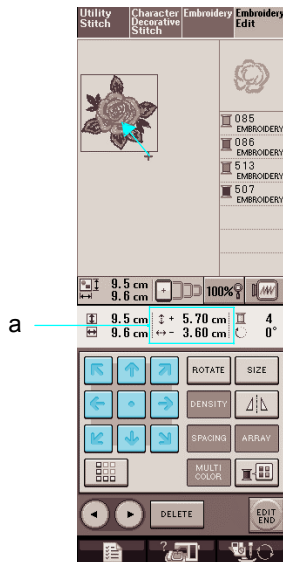 Utility Stitch
Character Decorative Stitch
Embroidery
Embroidery Edit
085
EMBROIDERY
086
EMBROIDERY
513
EMBROIDERY
507
EMBROIDERY
9.5 cm
9.6 cm
100%
a
9.5 cm
+ 5.70 cm
4
9.6 cm
- 3.60 cm
0°
ROTATE
SIZE
DENSITY
SPACING
ARRAY
MULTI COLOR
DELETE
EDIT END